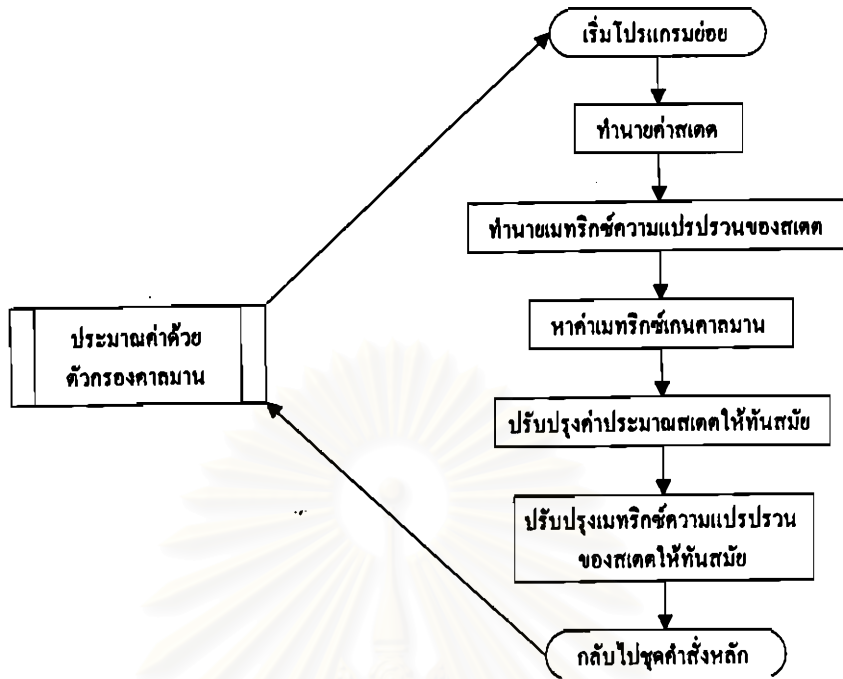 เริ่มโปรแกรมย่อย
ทำนายค่าสเตต
ทำนายเมทริกซ์ความแปรปรวนของสเตต
หาค่าเมทริกซ์เกนคาลมาน
ประมาณค่าด้วย
ตัวกรองคาลมาน
ปรับปรุงค่าประมาณสเตตให้ทันสมัย
ปรับปรุงเมทริกซ์ความแปรปรวน
ของสเตตให้ทันสมัย
กลับไปชุดคำสั่งหลัก